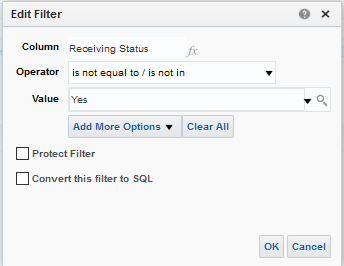 Edit Filter
Column Receiving Status fx
Operator is not equal to / is not in
Value Yes
Add More Options Clear All
Protect Filter
Convert this filter to SQL
OK Cancel